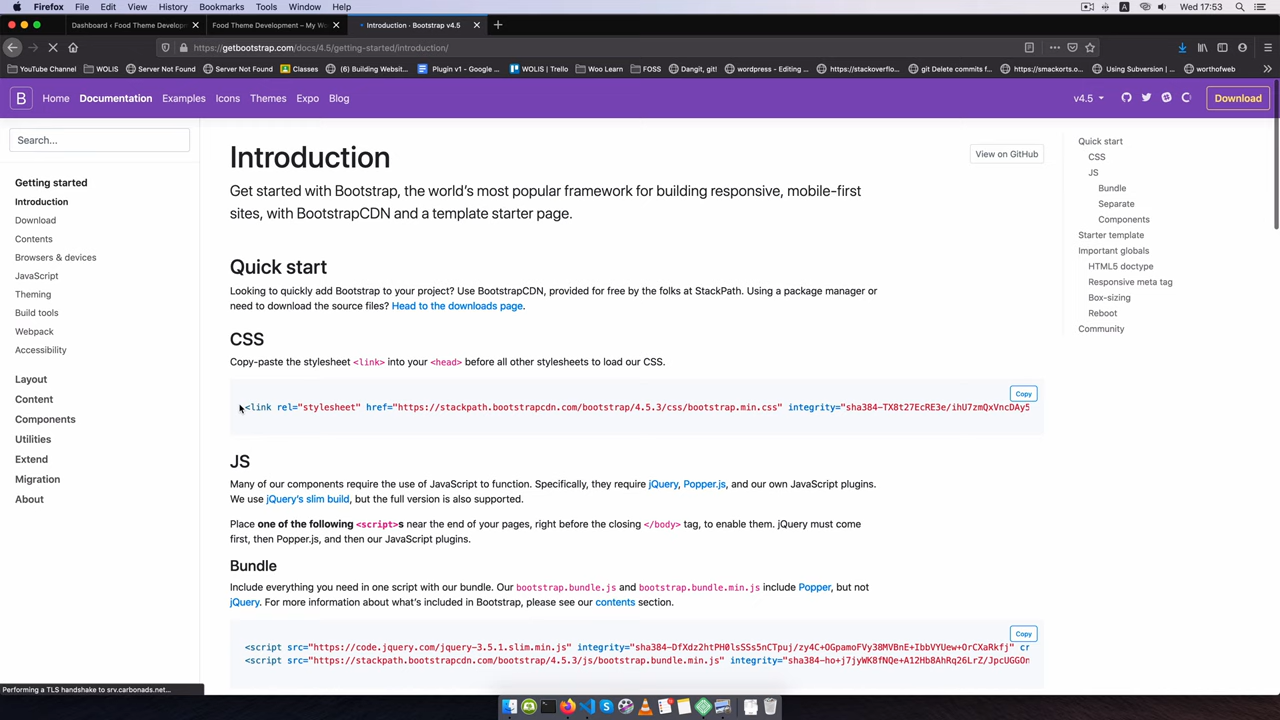 Firefox File Edit View History Bookmarks Tools Window Help Wed 17:53
Dashboard ‹ Food Theme Develop Food Theme Development – My W Introduction · Bootstrap v4.5
https://getbootstrap.com/docs/4.5/getting-started/introduction/
YouTube Channel WOLIS Server Not Found Server Not Found Classes (6) Building Websit... Plugin v1 - Google ... WOLIS | Trello Woo Learn FOSS Dangit, git! wordpress - Editing ... https://stackoverflo... git Delete commits f... https://smackorts.o... Using Subversion | ... worthofweb
B Home Documentation Examples Icons Themes Expo Blog v4.5 Download
Search...
Getting started
Introduction
Download
Contents
Browsers & devices
JavaScript
Theming
Build tools
Webpack
Accessibility
Layout
Content
Components
Utilities
Extend
Migration
About
Introduction
View on GitHub
Get started with Bootstrap, the world's most popular framework for building responsive, mobile-first
sites, with BootstrapCDN and a template starter page.
Quick start
Looking to quickly add Bootstrap to your project? Use BootstrapCDN, provided for free by the folks at StackPath. Using a package manager or
need to download the source files? Head to the downloads page.
CSS
Copy-paste the stylesheet <link> into your <head> before all other stylesheets to load our CSS.
Copy
<link rel="stylesheet" href="https://stackpath.bootstrapcdn.com/bootstrap/4.5.3/css/bootstrap.min.css" integrity="sha384-TX8t27EcRE3e/ihU7zmQxVncDAy5
JS
Many of our components require the use of JavaScript to function. Specifically, they require jQuery, Popper.js, and our own JavaScript plugins.
We use jQuery's slim build, but the full version is also supported.
Place one of the following <script>s near the end of your pages, right before the closing </body> tag, to enable them. jQuery must come
first, then Popper.js, and then our JavaScript plugins.
Bundle
Include everything you need in one script with our bundle. Our bootstrap.bundle.js and bootstrap.bundle.min.js include Popper, but not
jQuery. For more information about what's included in Bootstrap, please see our contents section.
Copy
<script src="https://code.jquery.com/jquery-3.5.1.slim.min.js" integrity="sha384-DfXdz2htPH0lsSSs5nCTpuj/zy4C+OGpamoFVy38MVBnE+IbbVYUew+OrCXaRkfj" cr
<script src="https://stackpath.bootstrapcdn.com/bootstrap/4.5.3/js/bootstrap.bundle.min.js" integrity="sha384-ho+j7jyWK8fNQe+A12Hb8AhRq26LrZ/JpcUGGOn
Quick start
CSS
JS
Bundle
Separate
Components
Starter template
Important globals
HTML5 doctype
Responsive meta tag
Box-sizing
Reboot
Community
Performing a TLS handshake to srv.carbonads.net...